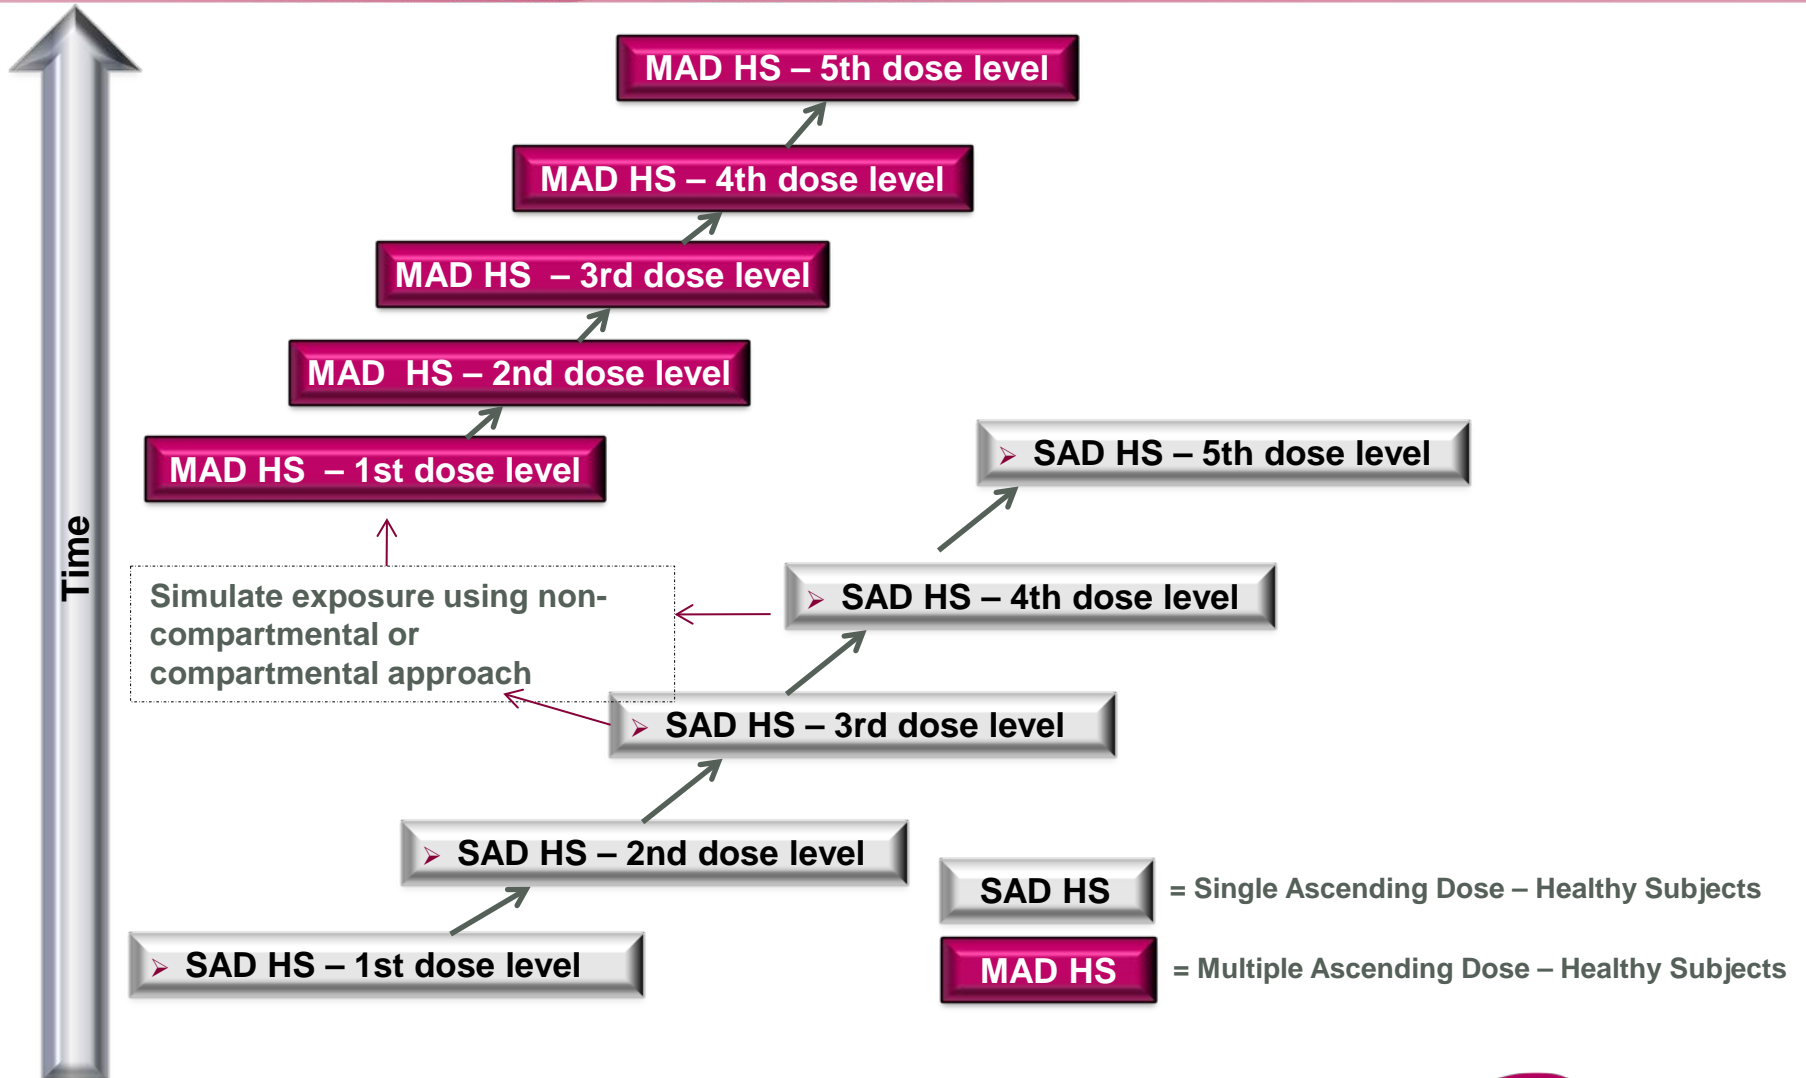 MAD HS – 5th dose level
MAD HS – 4th dose level
MAD HS – 3rd dose level
MAD HS – 2nd dose level
MAD HS – 1st dose level
SAD HS – 5th dose level
Time
Simulate exposure using non-
compartmental or
compartmental approach
SAD HS – 4th dose level
SAD HS – 3rd dose level
SAD HS – 2nd dose level
SAD HS – 1st dose level
SAD HS = Single Ascending Dose – Healthy Subjects
MAD HS = Multiple Ascending Dose – Healthy Subjects